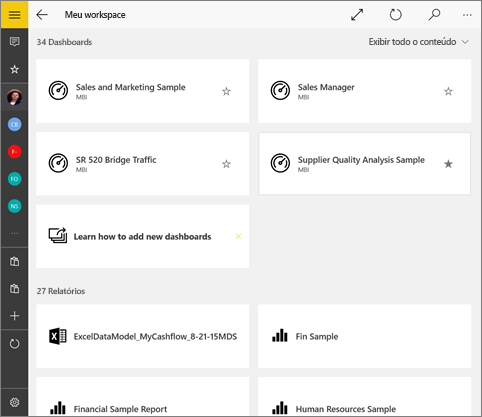 Meu workspace
34 Dashboards
Exibir todo o conteúdo
Sales and Marketing Sample
MBI
Sales Manager
MBI
SR 520 Bridge Traffic
MBI
Supplier Quality Analysis Sample
MBI
CB
F-
FO
NS
Learn how to add new dashboards
27 Relatórios
ExcelDataModel_MyCashflow_8-21-15MDS
Fin Sample
Financial Sample Report
Human Resources Sample